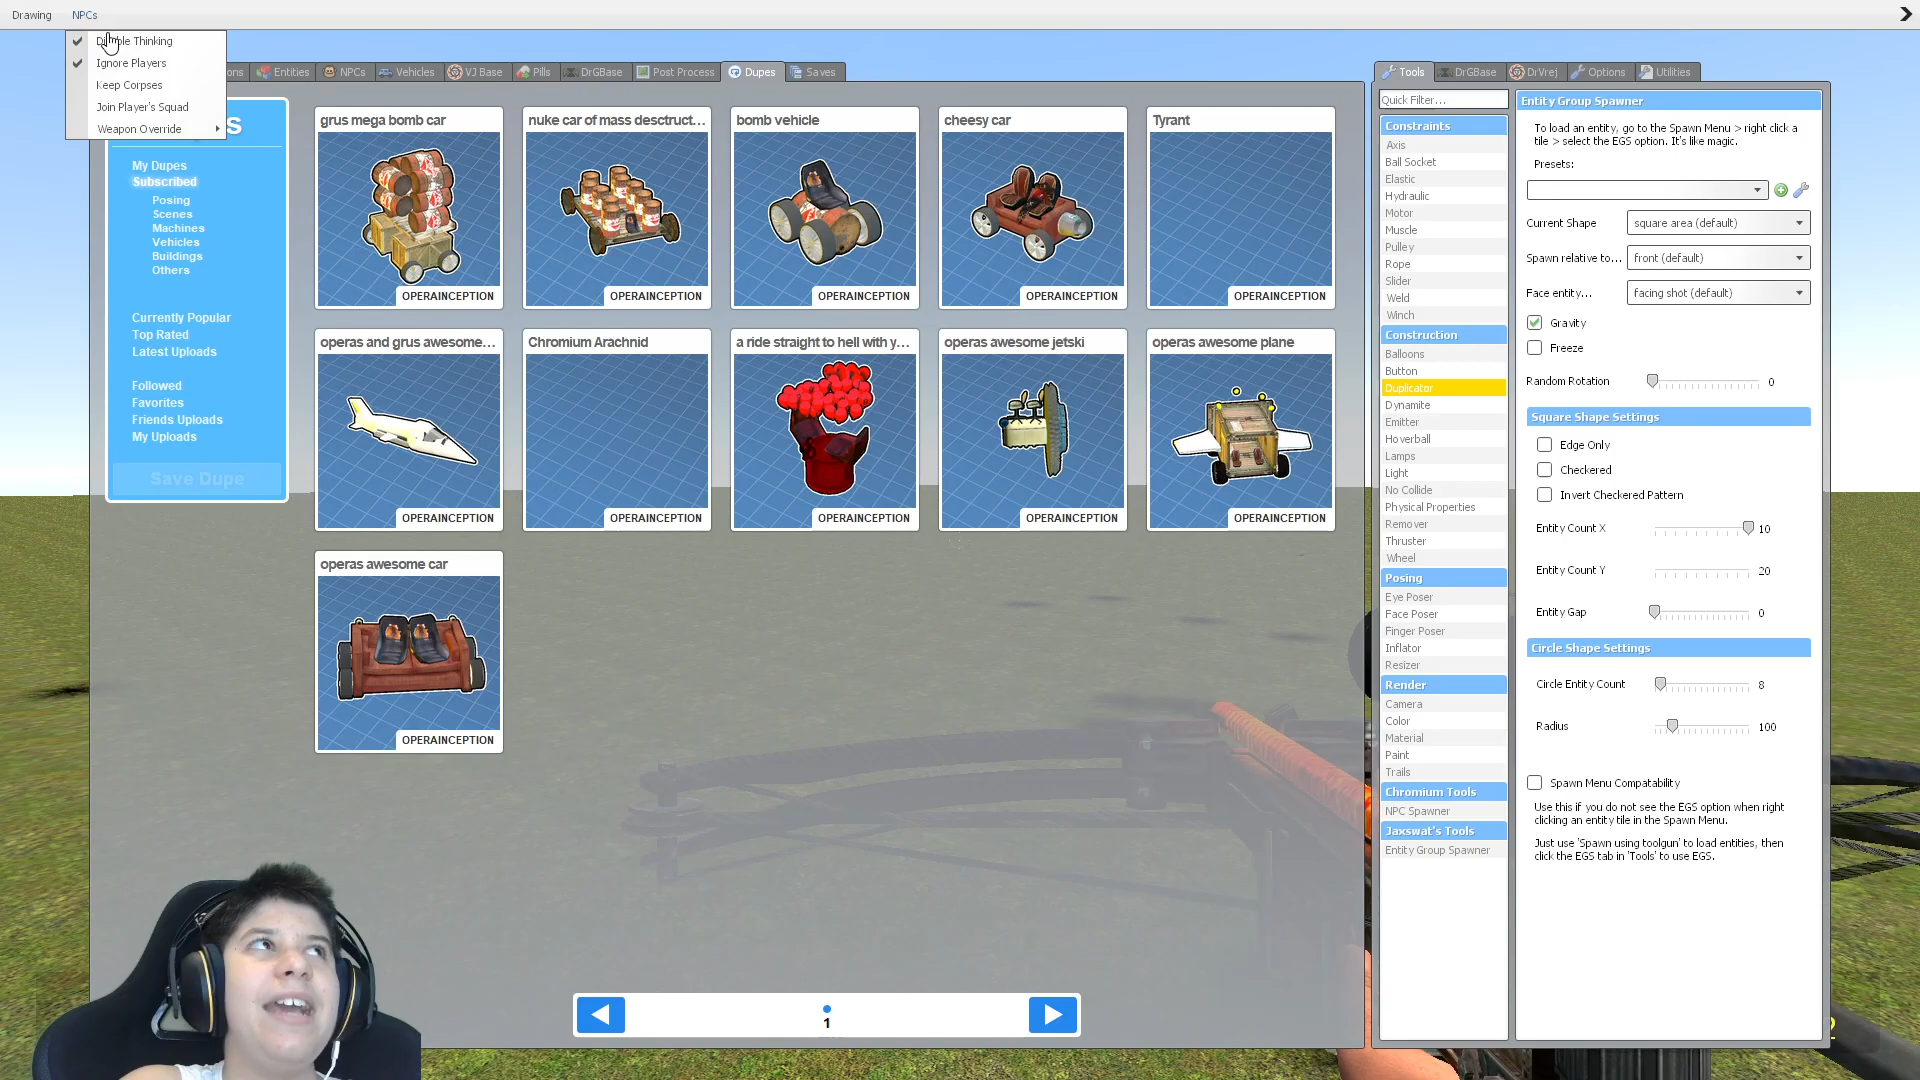 Drawing NPCs
Thinking
Ignore Players
Keep Corpses
Join Player's Squad
Weapon Override
Entities NPCs Vehicles VJ Base Pills DrGBase Post Process Dupes Saves
My Dupes
Subscribed
Posing
Scenes
Machines
Vehicles
Buildings
Others
Currently Popular
Top Rated
Latest Uploads
Followed
Favorites
Friends Uploads
My Uploads
Save Dupe
grus mega bomb car
OPERAINCEPTION
nuke car of mass desctruct...
OPERAINCEPTION
bomb vehicle
OPERAINCEPTION
cheesy car
OPERAINCEPTION
Tyrant
OPERAINCEPTION
operas and grus awesome...
OPERAINCEPTION
Chromium Arachnid
OPERAINCEPTION
a ride straight to hell with y...
OPERAINCEPTION
operas awesome jetski
OPERAINCEPTION
operas awesome plane
OPERAINCEPTION
operas awesome car
OPERAINCEPTION
1
Tools DrGBase DrVrej Options Utilities
Quick Filter...
Constraints
Axis
Ball Socket
Elastic
Hydraulic
Motor
Muscle
Pulley
Rope
Slider
Weld
Winch
Construction
Balloons
Button
Duplicator
Dynamite
Emitter
Hoverball
Lamps
Light
No Collide
Physical Properties
Remover
Thruster
Wheel
Posing
Eye Poser
Face Poser
Finger Poser
Inflator
Resizer
Render
Camera
Color
Material
Paint
Trails
Chromium Tools
NPC Spawner
Jaxswat's Tools
Entity Group Spawner
Entity Group Spawner
To load an entity, go to the Spawn Menu > right click a
tile > select the EGS option. It's like magic.
Presets:
Current Shape square area (default)
Spawn relative to... front (default)
Face entity... facing shot (default)
Gravity
Freeze
Random Rotation 0
Square Shape Settings
Edge Only
Checkered
Invert Checkered Pattern
Entity Count X 10
Entity Count Y 20
Entity Gap 0
Circle Shape Settings
Circle Entity Count 8
Radius 100
Spawn Menu Compatability
Use this if you do not see the EGS option when right
clicking an entity tile in the Spawn Menu.
Just use 'Spawn using toolgun' to load entities, then
click the EGS tab in 'Tools' to use EGS.